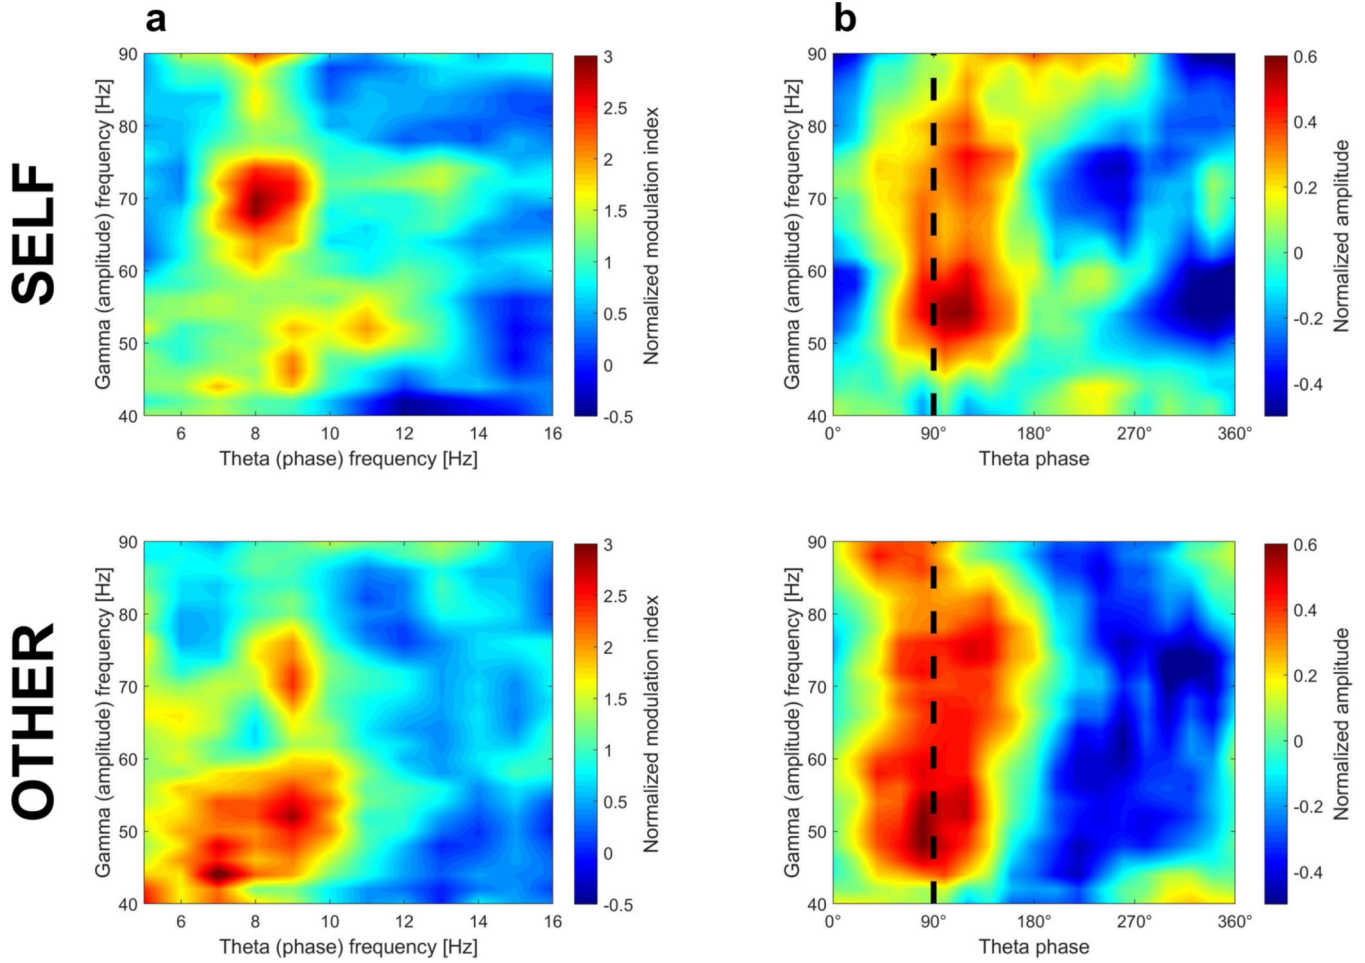 a
b
SELF
Gamma (amplitude) frequency [Hz]
90
80
70
60
50
40
6 8 10 12 14 16
Theta (phase) frequency [Hz]
3
2.5
2
1.5
1
0.5
0
-0.5
Normalized modulation index
Gamma (amplitude) frequency [Hz]
90
80
70
60
50
40
0° 90° 180° 270° 360°
Theta phase
0.6
0.4
0.2
0
-0.2
-0.4
Normalized amplitude
OTHER
Gamma (amplitude) frequency [Hz]
90
80
70
60
50
40
6 8 10 12 14 16
Theta (phase) frequency [Hz]
3
2.5
2
1.5
1
0.5
0
-0.5
Normalized modulation index
Gamma (amplitude) frequency [Hz]
90
80
70
60
50
40
0° 90° 180° 270° 360°
Theta phase
0.6
0.4
0.2
0
-0.2
-0.4
Normalized amplitude